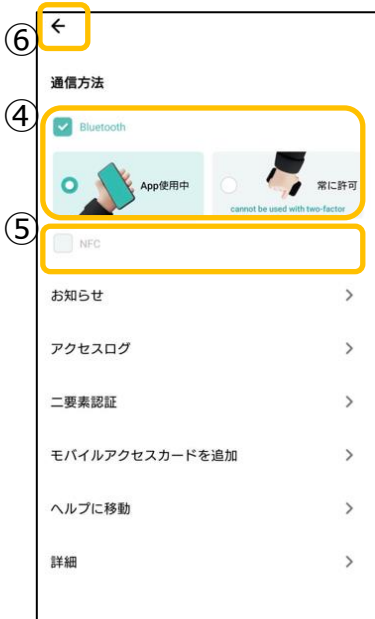 ⑥
通信方法
④
Bluetooth
App使用中
常に許可
cannot be used with two-factor
⑤
NFC
お知らせ
アクセスログ
二要素認証
モバイルアクセスカードを追加
ヘルプに移動
詳細